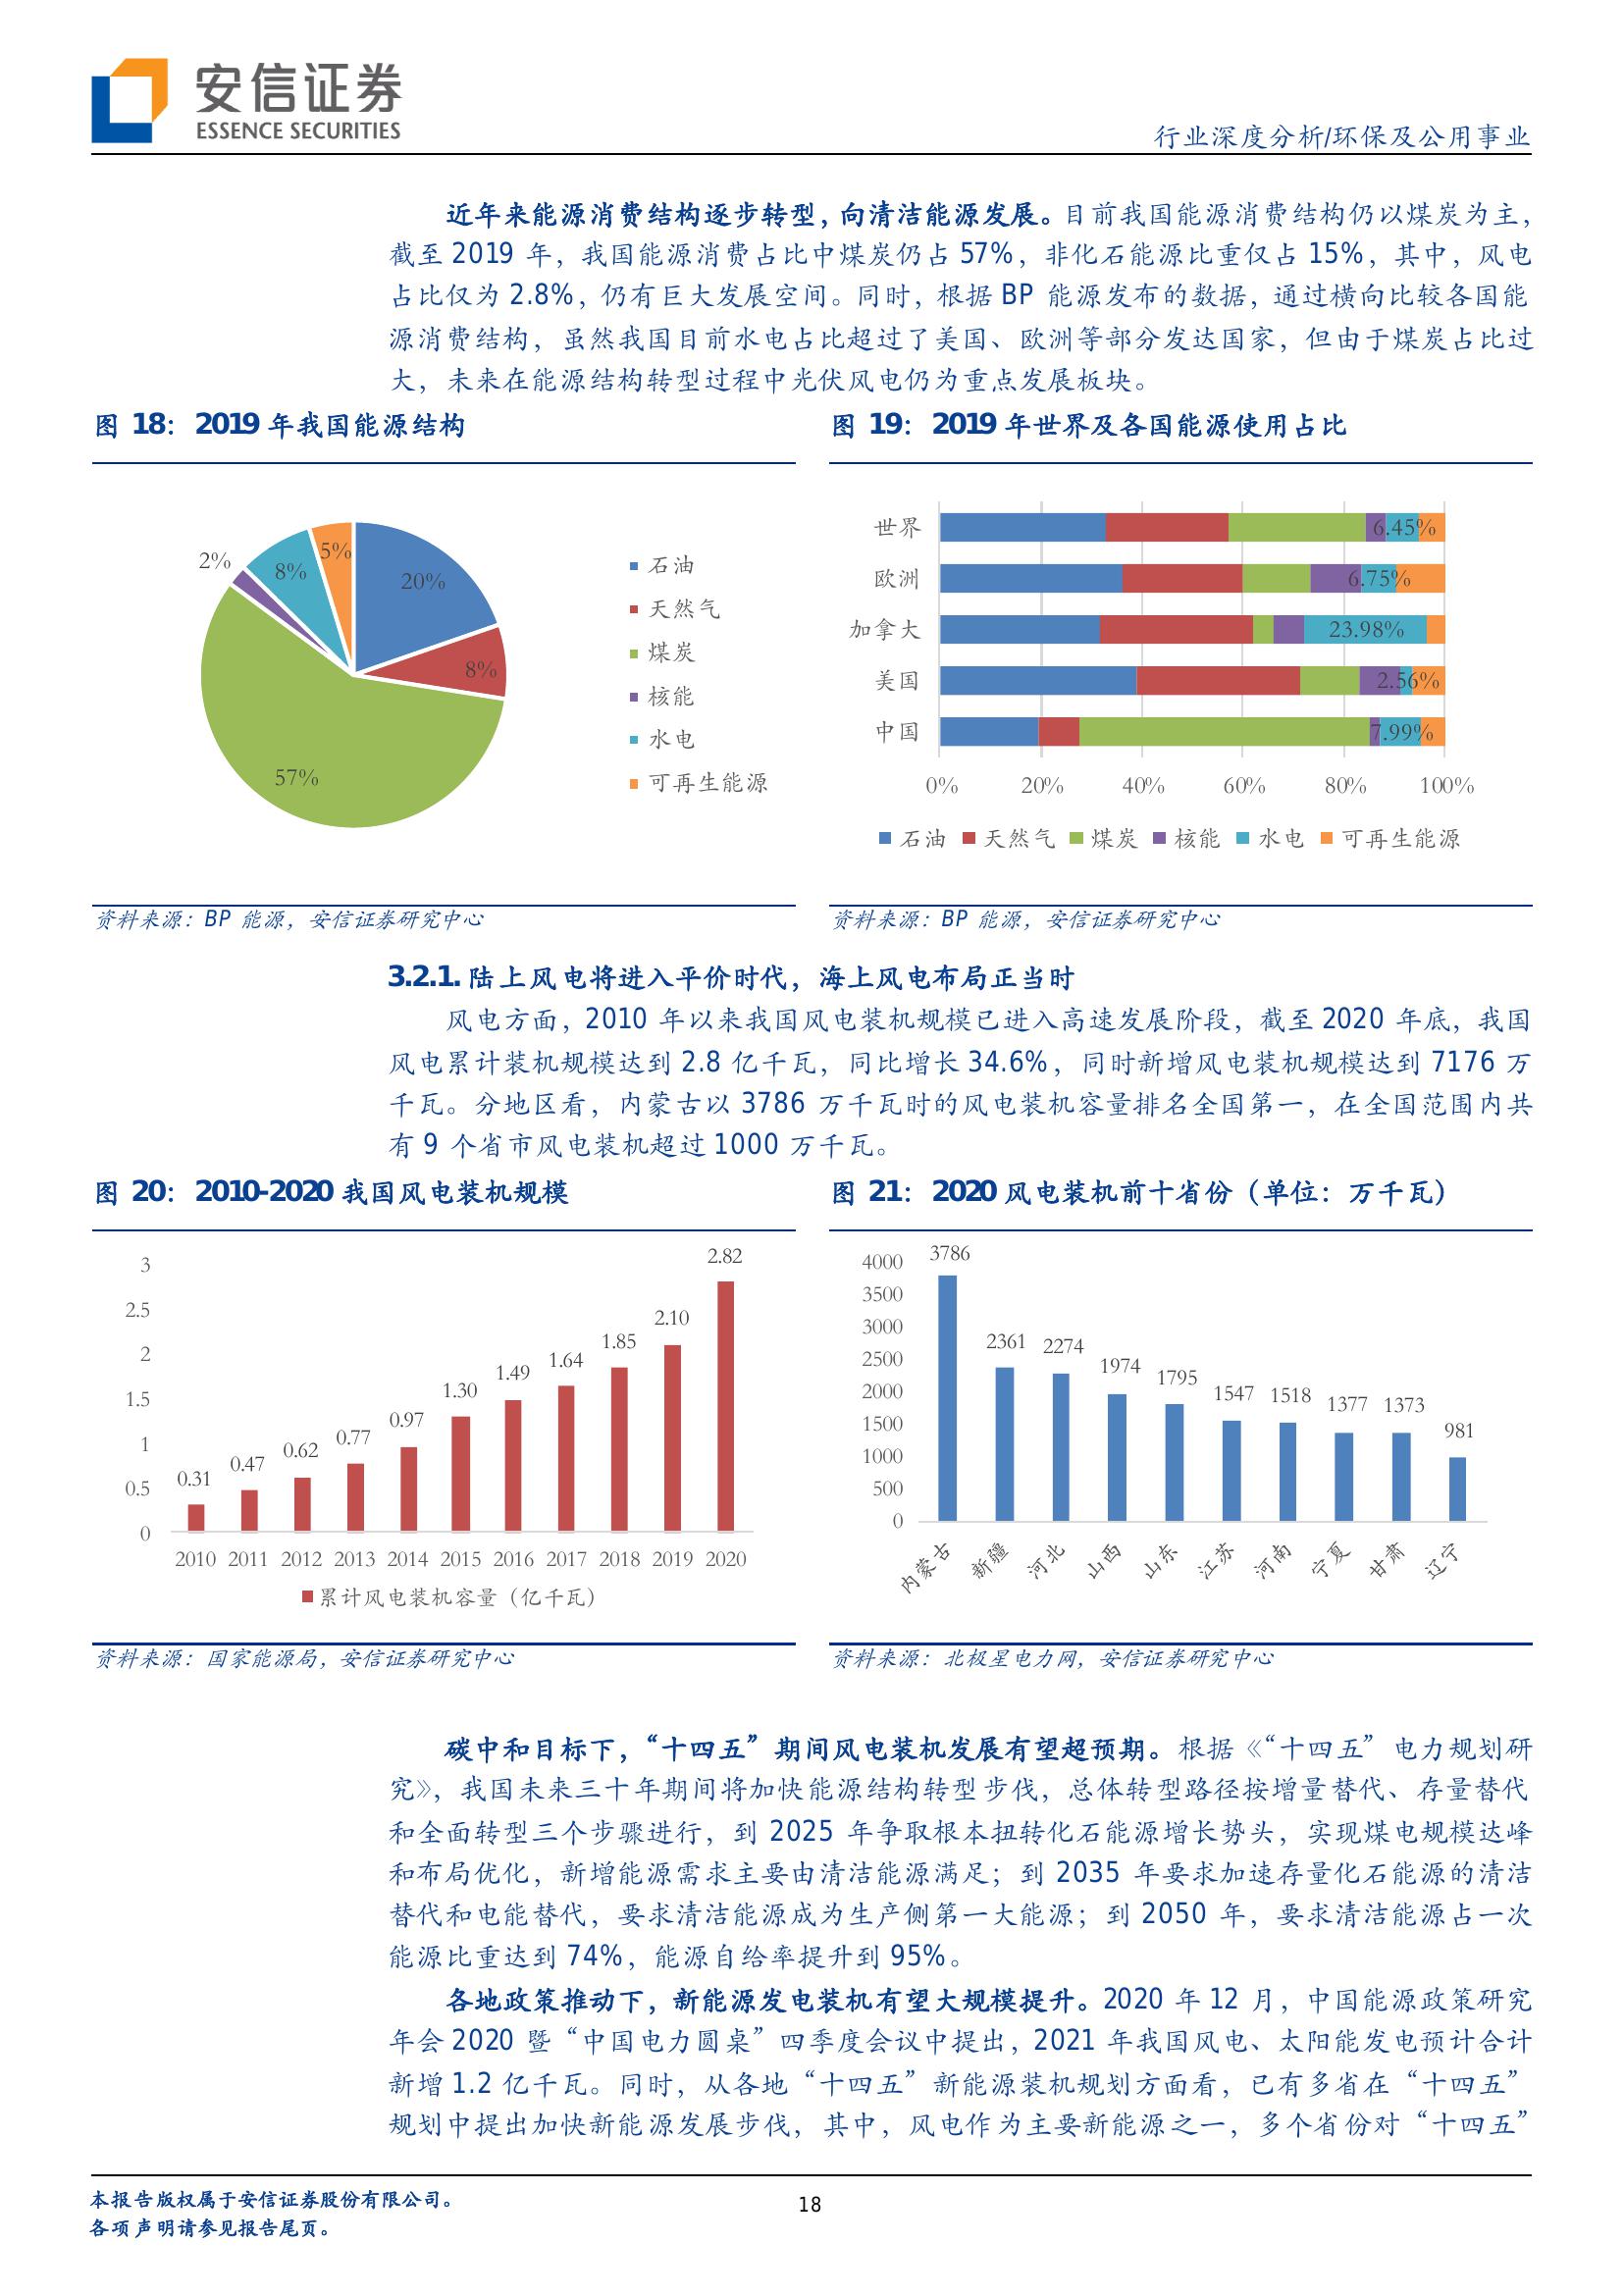 安信证券
ESSENCE SECURITIES
行业深度分析/环保及公用事业
近年来能源消费结构逐步转型，向清洁能源发展。目前我国能源消费结构仍以煤炭为主，
截至 2019 年，我国能源消费占比中煤炭仍占 57%，非化石能源比重仅占 15%，其中，风电
占比仅为 2.8%，仍有巨大发展空间。同时，根据 BP 能源发布的数据，通过横向比较各国能
源消费结构，虽然我国目前水电占比超过了美国、欧洲等部分发达国家，但由于煤炭占比过
大，未来在能源结构转型过程中光伏风电仍为重点发展板块。
图 18： 2019 年我国能源结构
20%
8%
57%
2%
8%
5%
石油
天然气
煤炭
核能
水电
可再生能源
资料来源：BP 能源，安信证券研究中心
图 19： 2019 年世界及各国能源使用占比
世界 6.45%
欧洲 6.75%
加拿大 23.98%
美国 2.56%
中国 7.99%
0% 20% 40% 60% 80% 100%
石油 天然气 煤炭 核能 水电 可再生能源
资料来源：BP 能源，安信证券研究中心
3.2.1. 陆上风电将进入平价时代，海上风电布局正当时
风电方面，2010 年以来我国风电装机规模已进入高速发展阶段，截至 2020 年底，我国
风电累计装机规模达到 2.8 亿千瓦，同比增长 34.6%，同时新增风电装机规模达到 7176 万
千瓦。分地区看，内蒙古以 3786 万千瓦时的风电装机容量排名全国第一，在全国范围内共
有 9 个省市风电装机超过 1000 万千瓦。
图 20： 2010-2020 我国风电装机规模
3
2.5
2
1.5
1
0.5
0
0.31 0.47 0.62 0.77 0.97 1.30 1.49 1.64 1.85 2.10 2.82
2010 2011 2012 2013 2014 2015 2016 2017 2018 2019 2020
累计风电装机容量（亿千瓦）
资料来源：国家能源局，安信证券研究中心
图 21： 2020 风电装机前十省份（单位：万千瓦）
4000
3500
3000
2500
2000
1500
1000
500
0
3786 2361 2274 1974 1795 1547 1518 1377 1373 981
内蒙古 新疆 河北 山西 山东 江苏 河南 宁夏 甘肃 辽宁
资料来源：北极星电力网，安信证券研究中心
碳中和目标下，“十四五”期间风电装机发展有望超预期。根据《“十四五”电力规划研
究》，我国未来三十年期间将加快能源结构转型步伐，总体转型路径按增量替代、存量替代
和全面转型三个步骤进行，到 2025 年争取根本扭转化石能源增长势头，实现煤电规模达峰
和布局优化，新增能源需求主要由清洁能源满足；到 2035 年要求加速存量化石能源的清洁
替代和电能替代，要求清洁能源成为生产侧第一大能源；到 2050 年，要求清洁能源占一次
能源比重达到 74%，能源自给率提升到 95%。
各地政策推动下，新能源发电装机有望大规模提升。2020 年 12 月，中国能源政策研究
年会 2020 暨“中国电力圆桌”四季度会议中提出，2021 年我国风电、太阳能发电预计合计
新增 1.2 亿千瓦。同时，从各地“十四五”新能源装机规划方面看，已有多省在“十四五”
规划中提出加快新能源发展步伐，其中，风电作为主要新能源之一，多个省份对“十四五”
本报告版权属于安信证券股份有限公司。
各项声明请参见报告尾页。
18